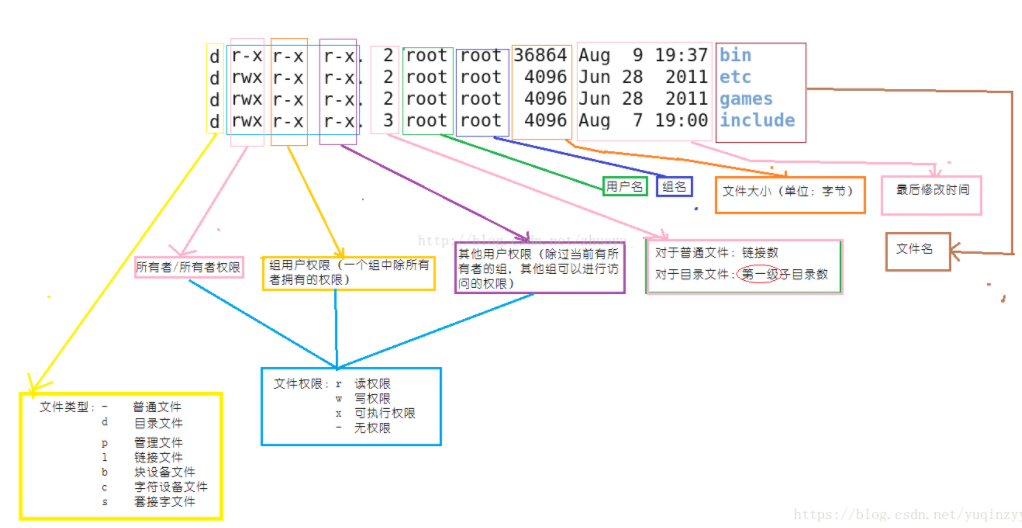 d r-x r-x r-x. 2 root root 36864 Aug 9 19:37 bin
d rwx r-x r-x. 2 root root 4096 Jun 28 2011 etc
d rwx r-x r-x. 2 root root 4096 Jun 28 2011 games
d rwx r-x r-x. 3 root root 4096 Aug 7 19:00 include
用户名
组名
文件大小（单位：字节）
最后修改时间
http://blog.csdn.net/
所有者/所有者权限
组用户权限（一个组中除所有
者拥有的权限）
其他用户权限（除过当前有所
有者的组，其他组可以进行访
问的权限）
对于普通文件：链接数
对于目录文件：第一级子目录数
文件名
文件权限：r 读权限
w 写权限
x 可执行权限
- 无权限
文件类型：- 普通文件
d 目录文件
p 管理文件
l 链接文件
b 块设备文件
c 字符设备文件
s 套接字文件
https://blog.csdn.net/yuqinzyy